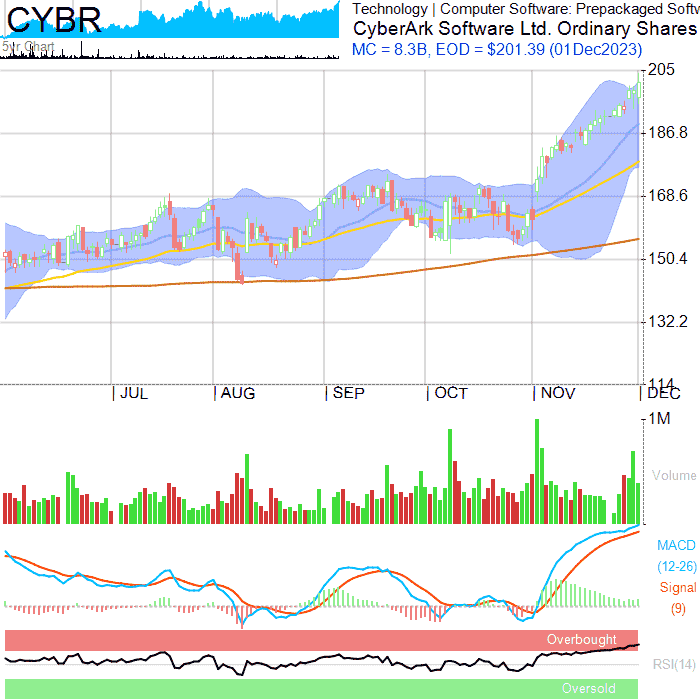 CYBR
5yr Chart
Technology | Computer Software: Prepackaged Softw
CyberArk Software Ltd. Ordinary Shares
MC = 8.3B, EOD = $201.39 (01Dec2023)
205
186.8
168.6
150.4
132.2
114
JUL AUG SEP OCT NOV DEC
1M
Volume
MACD
(12-26)
Signal
(9)
Overbought
RSI(14)
Oversold